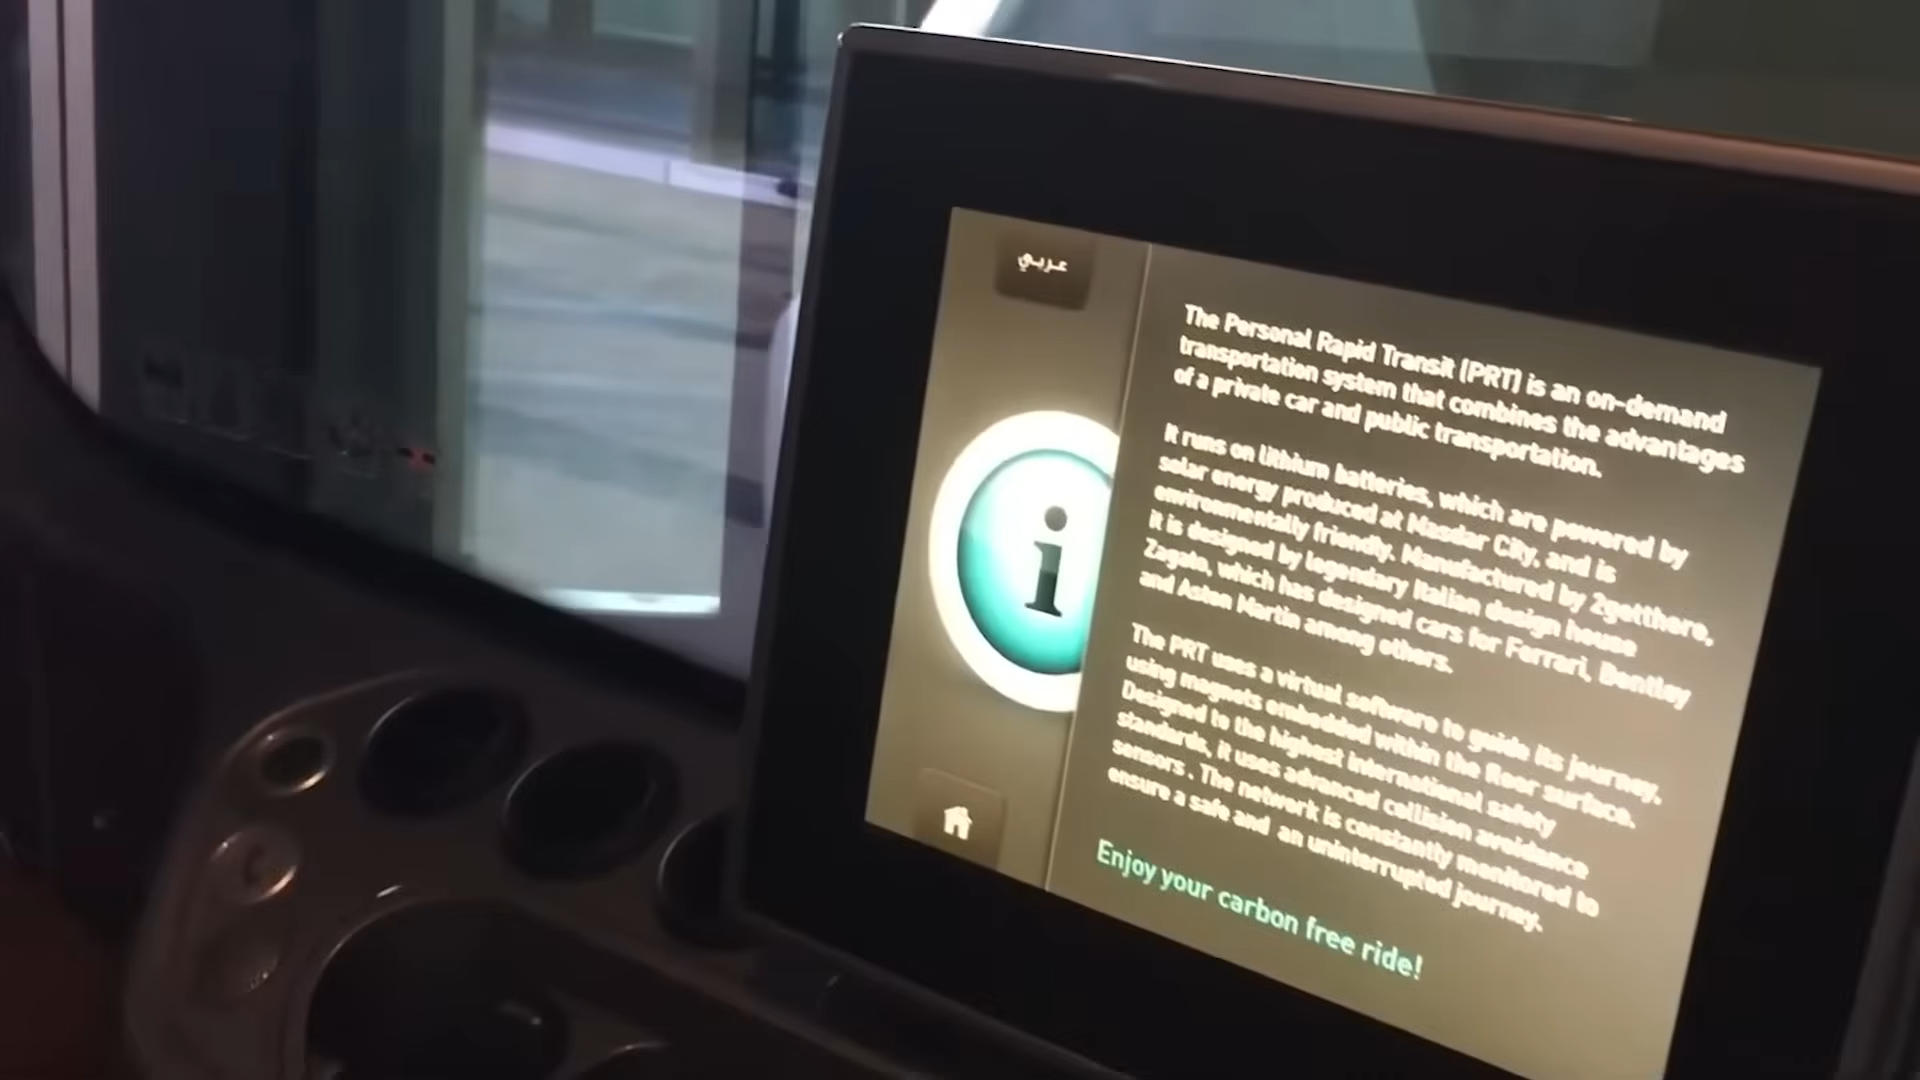 عربي
The Personal Rapid Transit (PRT) is an on-demand
transportation system that combines the advantages
of a private car and public transportation.
It runs on lithium batteries, which are powered by
solar energy produced at Masdar City, and is
environmentally friendly. Manufactured by 2getthere,
it is designed by legendary Italian design house
Zagato, which has designed cars for Ferrari, Bentley
and Aston Martin among others.
The PRT uses a virtual software to guide its journey,
using magnets embedded within the floor surface.
Designed to the highest international safety
standards, it uses advanced collision avoidance
sensors . The network is constantly monitored to
ensure a safe and an uninterrupted journey.
Enjoy your carbon free ride!